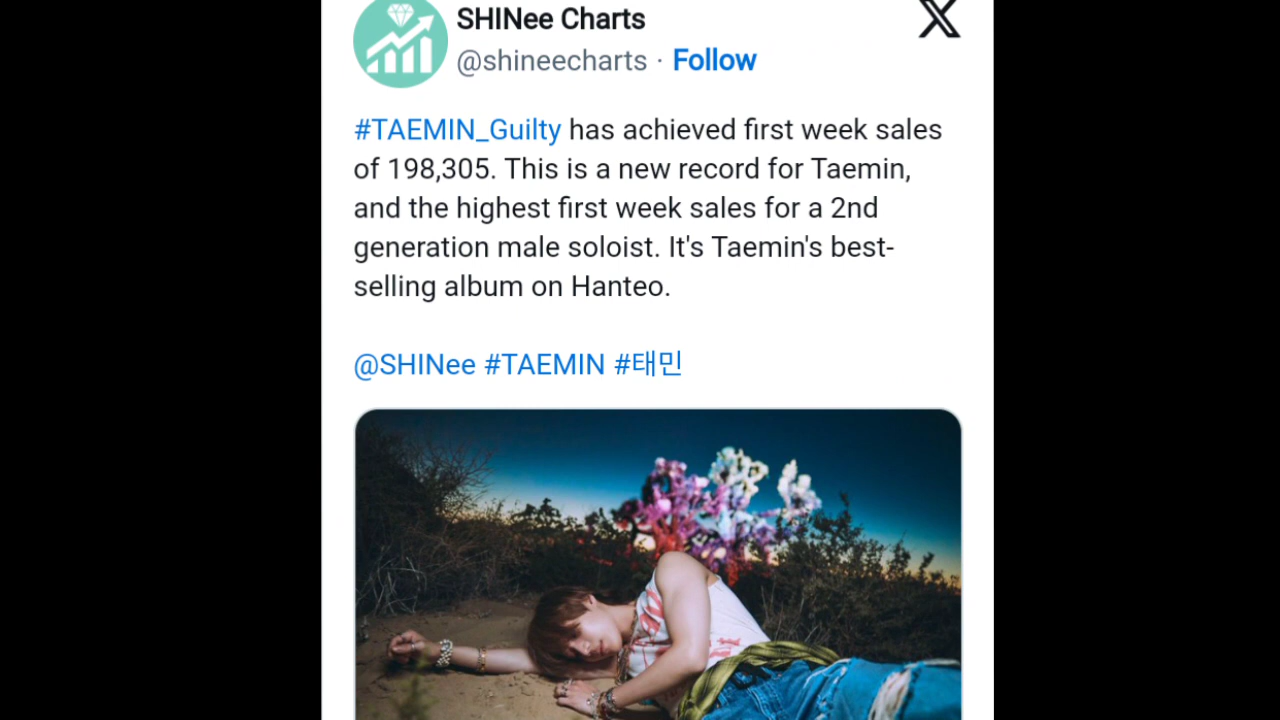 SHINee Charts
@shineecharts · Follow
#TAEMIN_Guilty has achieved first week sales
of 198,305. This is a new record for Taemin,
and the highest first week sales for a 2nd
generation male soloist. It's Taemin's best-
selling album on Hanteo.
@SHINee #TAEMIN #태민